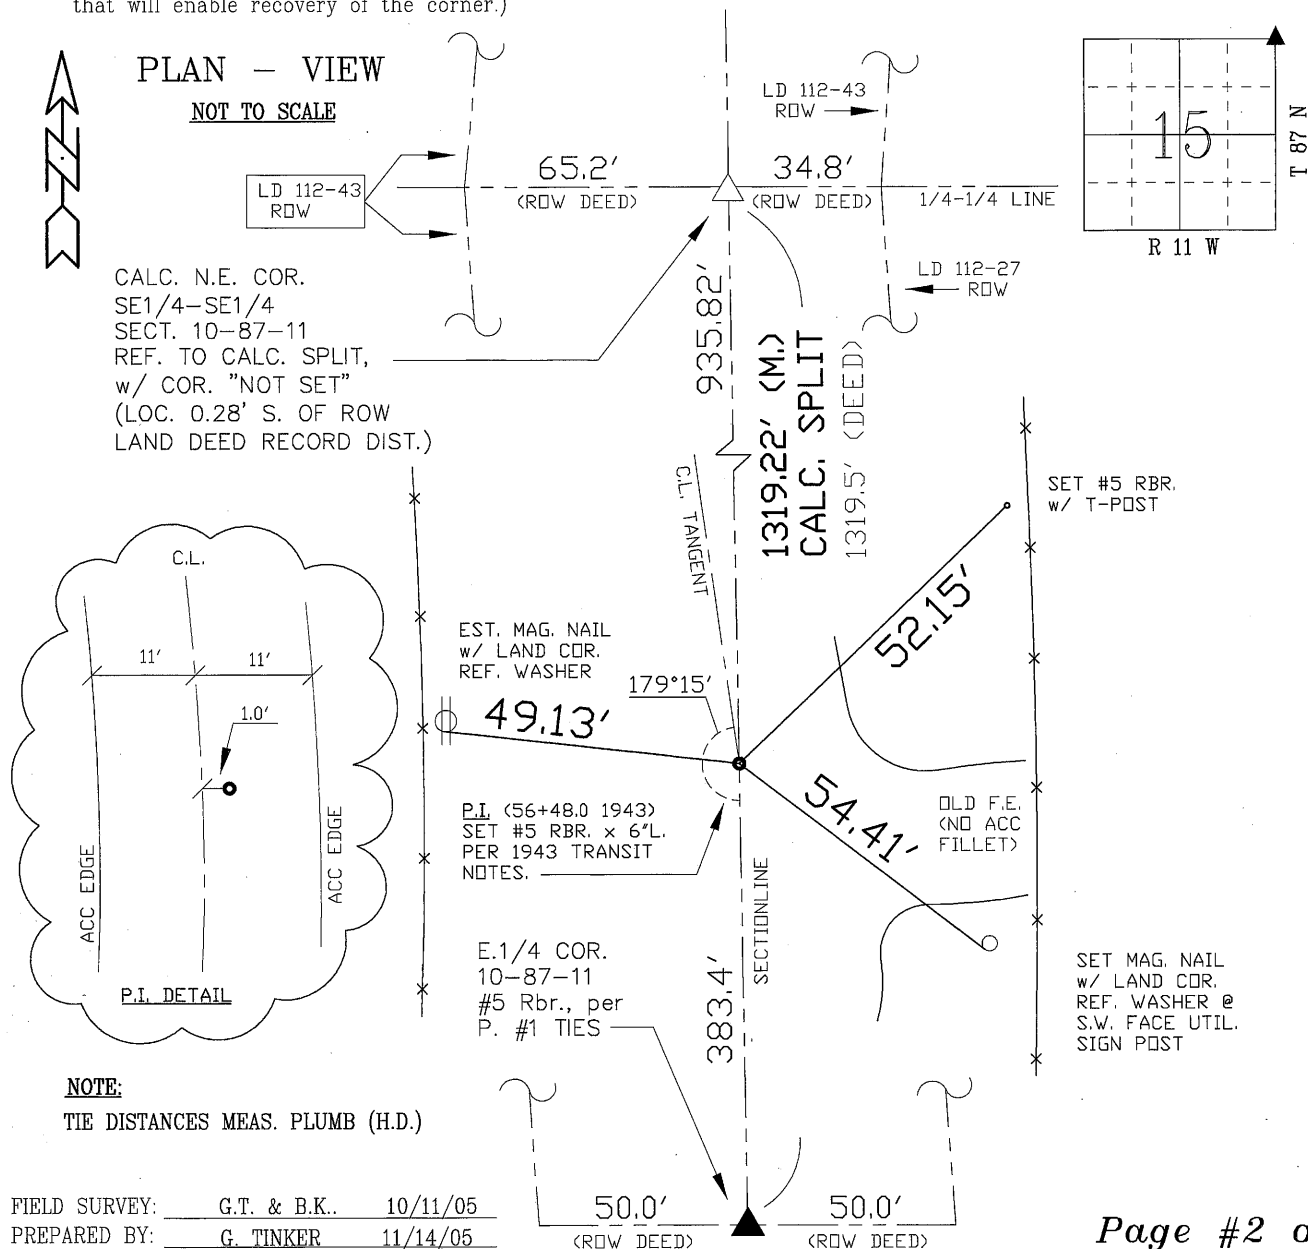 that will enable recovery of the corner.)
PLAN - VIEW
NOT TO SCALE
N
LD 112-43
ROW
65.2'
(ROW DEED)
34.8'
(ROW DEED)
LD 112-43
ROW
1/4-1/4 LINE
LD 112-27
ROW
15
T 87 N
R 11 W
CALC. N.E. COR.
SE1/4-SE1/4
SECT. 10-87-11
REF. TO CALC. SPLIT,
w/ COR. "NOT SET"
(LOC. 0.28' S. OF ROW
LAND DEED RECORD DIST.)
935.82'
1319.22' (M.)
CALC. SPLIT
1319.5' (DEED)
C.L. TANGENT
SET #5 RBR.
w/ T-POST
52.15'
C.L.
11'
11'
1.0'
ACC EDGE
ACC EDGE
P.I. DETAIL
EST. MAG. NAIL
w/ LAND COR.
REF. WASHER
179°15'
49.13'
P.I. (56+48.0 1943)
SET #5 RBR. x 6"L.
PER 1943 TRANSIT
NOTES.
54.41'
OLD F.E.
(NO ACC
FILLET)
SECTIONLINE
383.4'
E.1/4 COR.
10-87-11
#5 Rbr., per
P. #1 TIES
SET MAG. NAIL
w/ LAND COR.
REF. WASHER @
S.W. FACE UTIL.
SIGN POST
NOTE:
TIE DISTANCES MEAS. PLUMB (H.D.)
50.0'
(ROW DEED)
50.0'
(ROW DEED)
FIELD SURVEY: G.T. & B.K.. 10/11/05
PREPARED BY: G. TINKER 11/14/05
Page #2 o